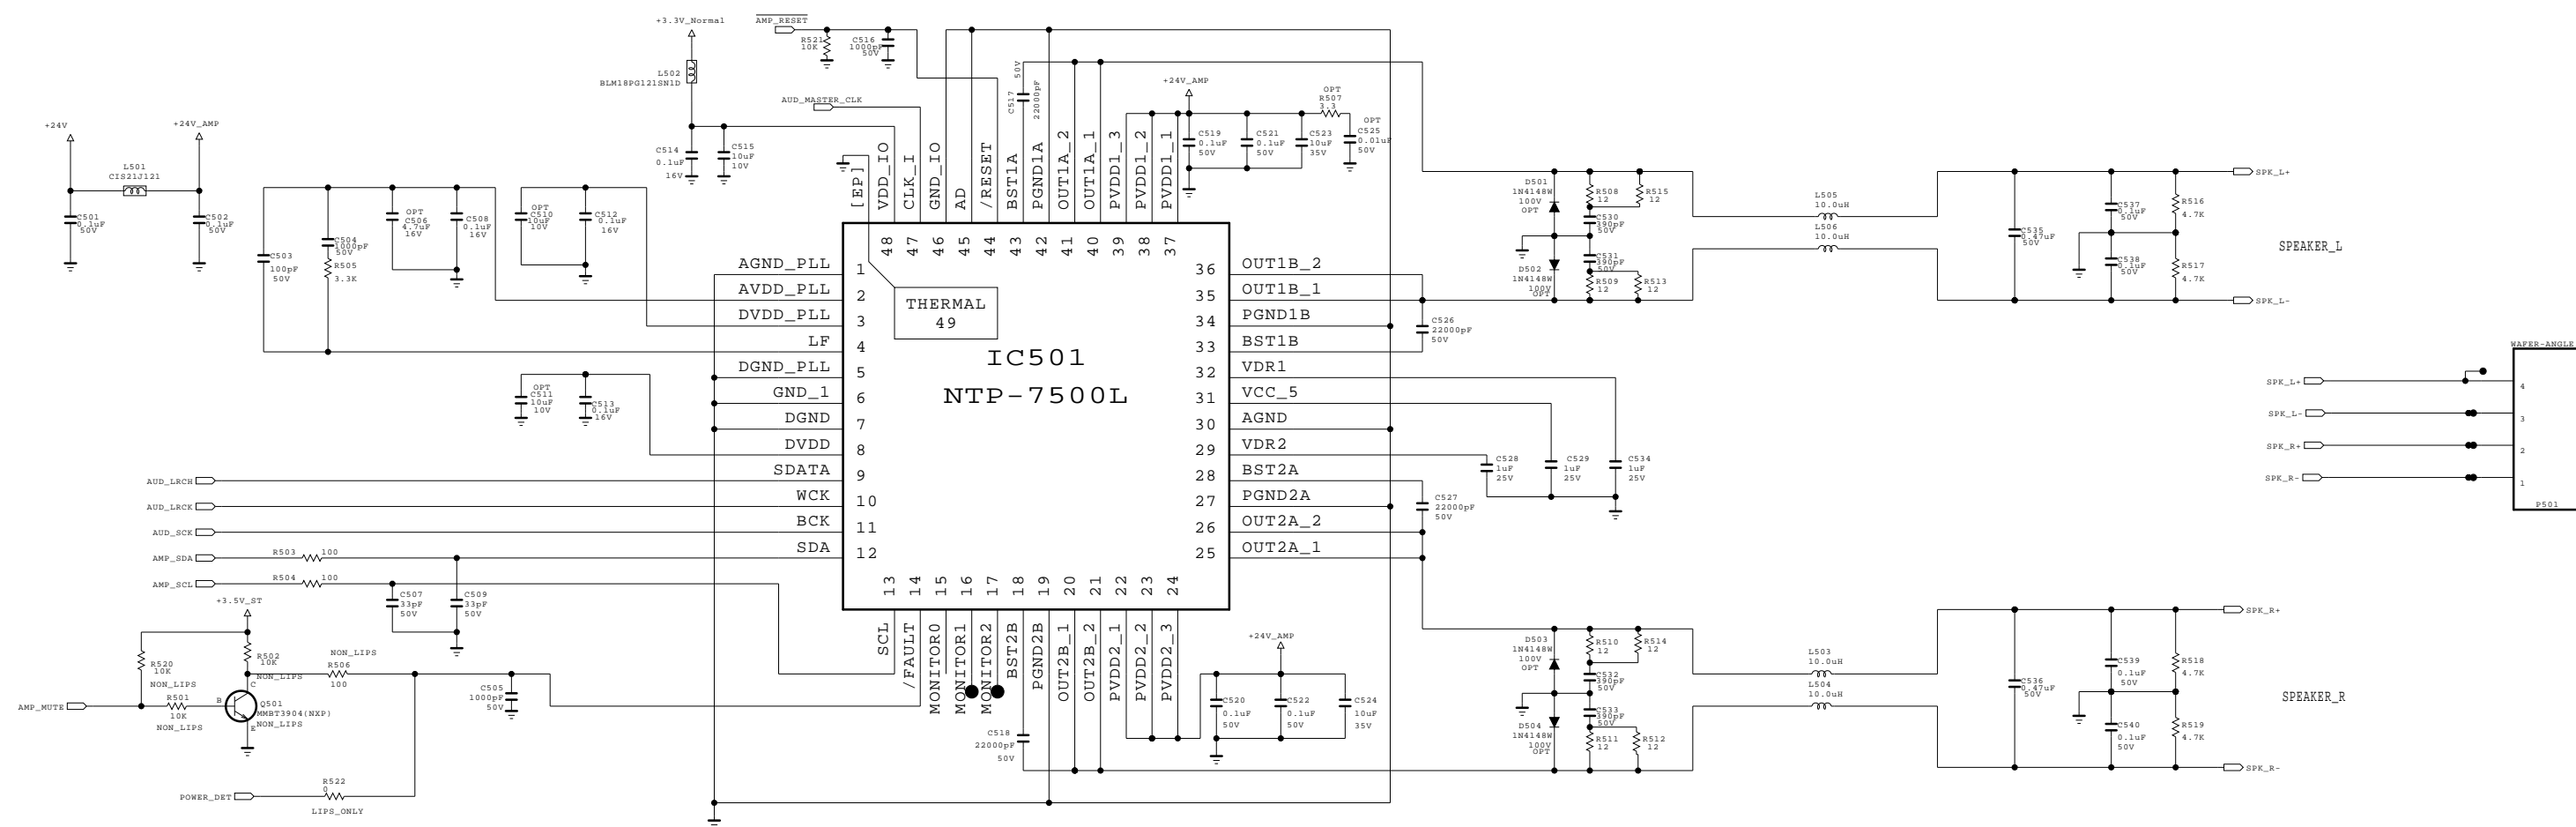 +3.3V_Normal
AMP_RESET
R521
10K
C516
1000pF
50V
L502
BLM18PG121SN1D
AUD_MASTER_CLK
C514
0.1uF
16V
C515
10uF
10V
C517
22000pF
50V
+24V_AMP
OPT
R507
3.3
C519
0.1uF
50V
C521
0.1uF
50V
C523
10uF
35V
OPT
C525
0.01uF
50V
+24V
+24V_AMP
L501
CIS21J121
C501
0.1uF
50V
C502
0.1uF
50V
C503
100pF
50V
C504
1000pF
50V
R505
3.3K
OPT
C506
4.7uF
16V
C508
0.1uF
16V
OPT
C510
10uF
10V
C512
0.1uF
16V
OPT
C511
10uF
10V
C513
0.1uF
16V
[EP]
VDD_IO
CLK_I
GND_IO
AD
/RESET
BST1A
PGND1A
OUT1A_2
OUT1A_1
PVDD1_3
PVDD1_2
PVDD1_1
48
47
46
45
44
43
42
41
40
39
38
37
AGND_PLL 1
AVDD_PLL 2
DVDD_PLL 3
LF 4
DGND_PLL 5
GND_1 6
DGND 7
DVDD 8
SDATA 9
WCK 10
BCK 11
SDA 12
THERMAL
49
IC501
NTP-7500L
36 OUT1B_2
35 OUT1B_1
34 PGND1B
33 BST1B
32 VDR1
31 VCC_5
30 AGND
29 VDR2
28 BST2A
27 PGND2A
26 OUT2A_2
25 OUT2A_1
13
14
15
16
17
18
19
20
21
22
23
24
SCL
/FAULT
MONITOR0
MONITOR1
MONITOR2
BST2B
PGND2B
OUT2B_1
OUT2B_2
PVDD2_1
PVDD2_2
PVDD2_3
AUD_LRCH
AUD_LRCK
AUD_SCK
AMP_SDA
R503 100
AMP_SCL
R504 100
C507
33pF
50V
C509
33pF
50V
+3.5V_ST
R520
10K
NON_LIPS
R502
10K
NON_LIPS
NON_LIPS
R506
100
C505
1000pF
50V
AMP_MUTE
R501
10K
NON_LIPS
B
C
E
Q501
MMBT3904(NXP)
NON_LIPS
POWER_DET
R522
0
LIPS_ONLY
C526
22000pF
50V
C527
22000pF
50V
C528
1uF
25V
C529
1uF
25V
C534
1uF
25V
C518
22000pF
50V
+24V_AMP
C520
0.1uF
50V
C522
0.1uF
50V
C524
10uF
35V
D501
1N4148W
100V
OPT
R508
12
R515
12
C530
390pF
50V
C531
390pF
50V
D502
1N4148W
100V
OPT
R509
12
R513
12
L505
10.0uH
L506
10.0uH
C535
0.47uF
50V
C537
0.1uF
50V
C538
0.1uF
50V
R516
4.7K
R517
4.7K
SPK_L+
SPK_L-
SPEAKER_L
WAFER-ANGLE
SPK_L+ 4
SPK_L- 3
SPK_R+ 2
SPK_R- 1
P501
D503
1N4148W
100V
OPT
R510
12
R514
12
C532
390pF
50V
C533
390pF
50V
D504
1N4148W
100V
OPT
R511
12
R512
12
L503
10.0uH
L504
10.0uH
C536
0.47uF
50V
C539
0.1uF
50V
C540
0.1uF
50V
R518
4.7K
R519
4.7K
SPK_R+
SPK_R-
SPEAKER_R